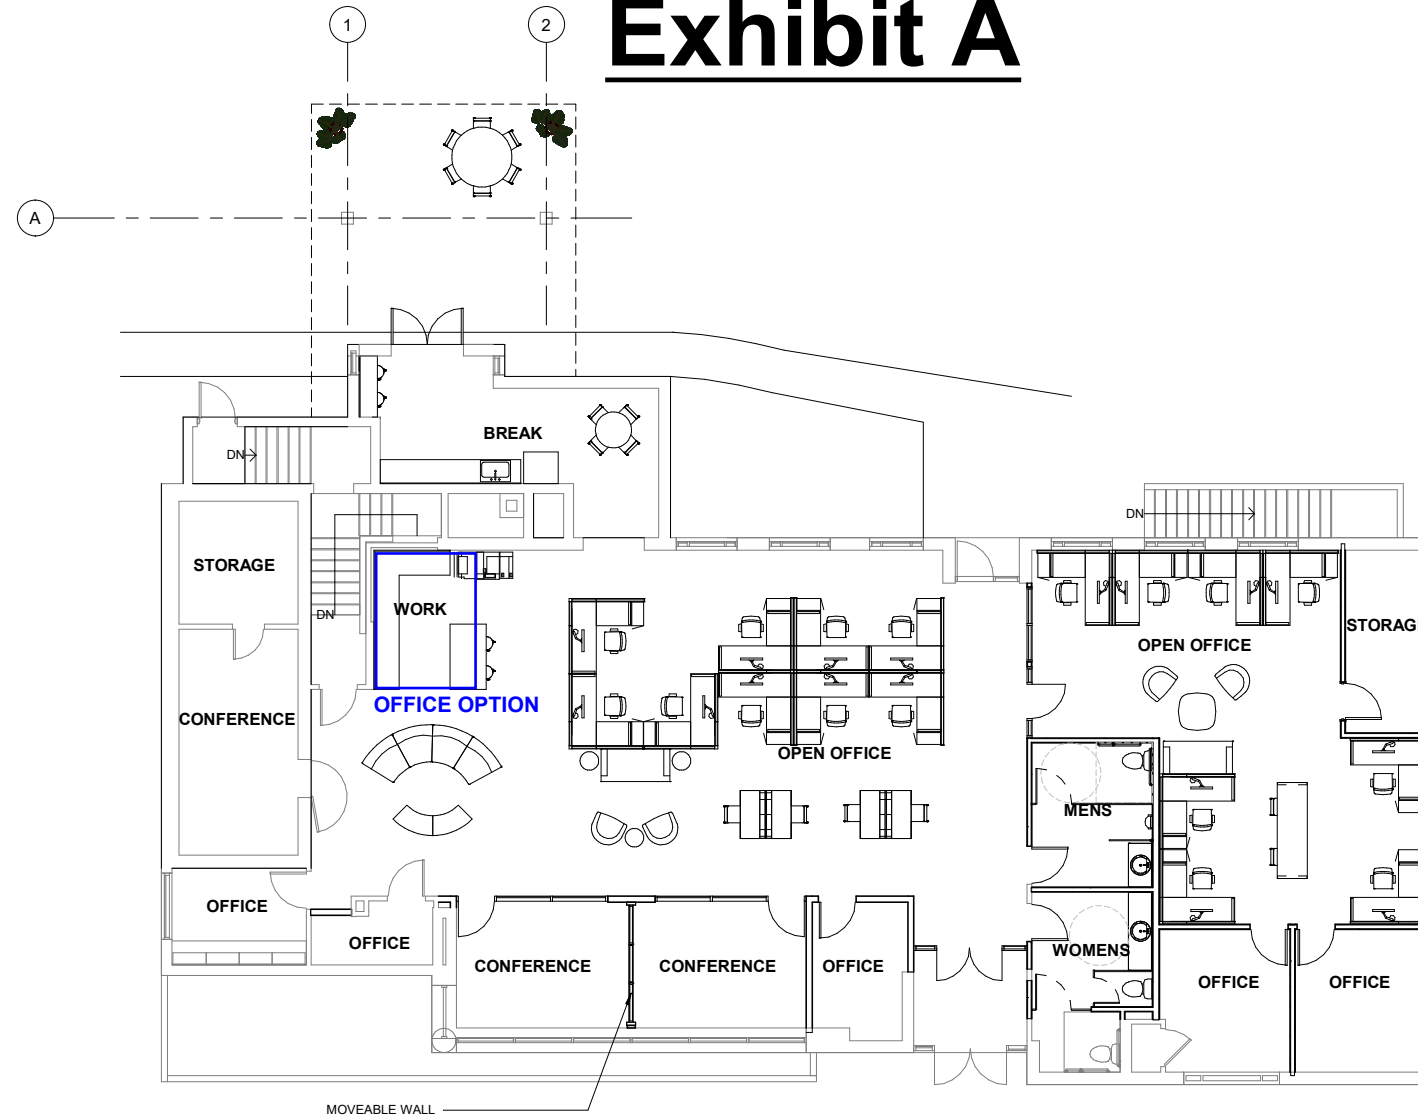 Exhibit A
1
2
A
BREAK
DN
DN
STORAGE
DN
WORK
STORAGE
OPEN OFFICE
OFFICE OPTION
CONFERENCE
OPEN OFFICE
MENS
OFFICE
OFFICE
WOMENS
CONFERENCE
CONFERENCE
OFFICE
OFFICE
OFFICE
MOVEABLE WALL